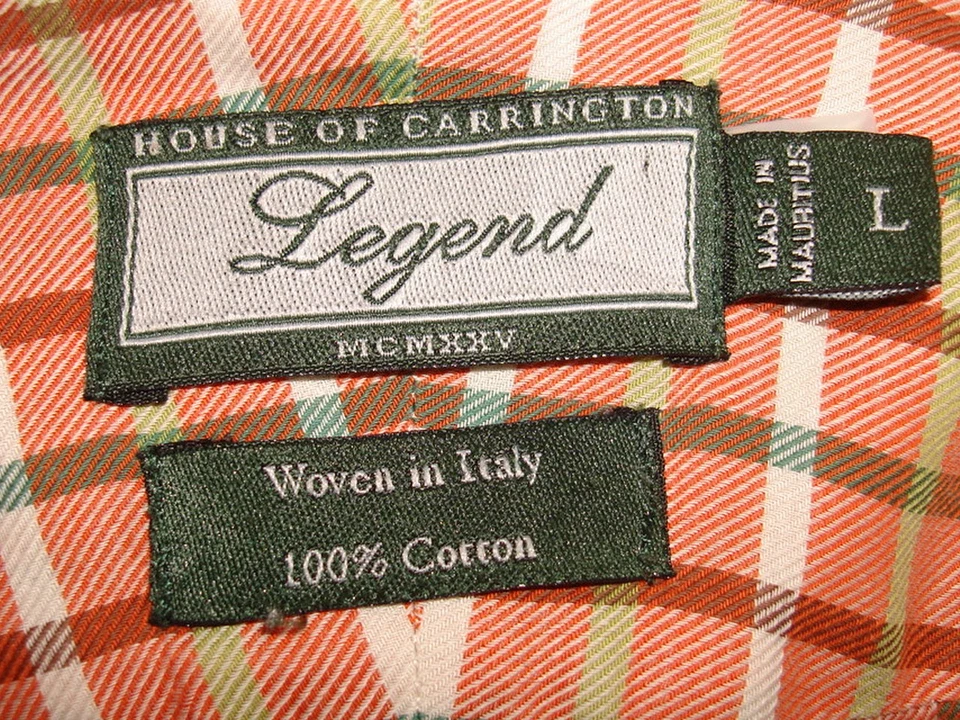 HOUSE OF CARRINGTON
Legend
MCMXXV
MADE IN
MAURITIUS
L
Woven in Italy
100% Cotton